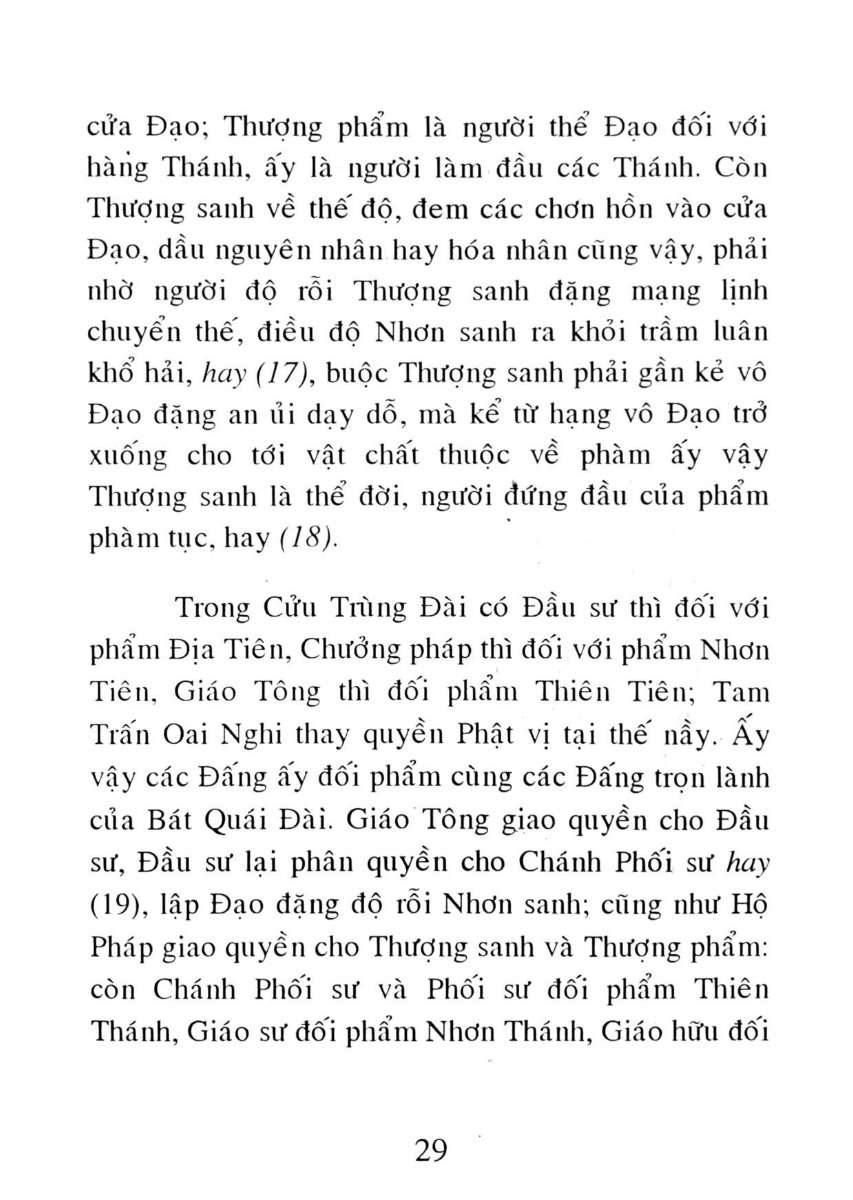 cửa Đạo; Thượng phẩm là người thể Đạo đối với
hàng Thánh, ấy là người làm đầu các Thánh. Còn
Thượng sanh về thế độ, đem các chơn hồn vào cửa
Đạo, dầu nguyên nhân hay hóa nhân cũng vậy, phải
nhờ người độ rỗi Thượng sanh đặng mạng lịnh
chuyển thế, điều độ Nhơn sanh ra khỏi trầm luân
khổ hải, hay (17), buộc Thượng sanh phải gần kẻ vô
Đạo đặng an ủi dạy dỗ, mà kể từ hạng vô Đạo trở
xuống cho tới vật chất thuộc về phàm ấy vậy
Thượng sanh là thể đời, người đứng đầu của phẩm
phàm tục, hay (18).
Trong Cửu Trùng Đài có Đầu sư thì đối với
phẩm Địa Tiên, Chưởng pháp thì đối với phẩm Nhơn
Tiên, Giáo Tông thì đối phẩm Thiên Tiên; Tam
Trấn Oai Nghi thay quyền Phật vị tại thế nầy. Ấy
vậy các Đấng ấy đối phẩm cùng các Đấng trọn lành
của Bát Quái Đài. Giáo Tông giao quyền cho Đầu
sư, Đầu sư lại phân quyền cho Chánh Phối sư hay
(19), lập Đạo đặng độ rỗi Nhơn sanh; cũng như Hộ
Pháp giao quyền cho Thượng sanh và Thượng phẩm:
còn Chánh Phối sư và Phối sư đối phẩm Thiên
Thánh, Giáo sư đối phẩm Nhơn Thánh, Giáo hữu đối
29